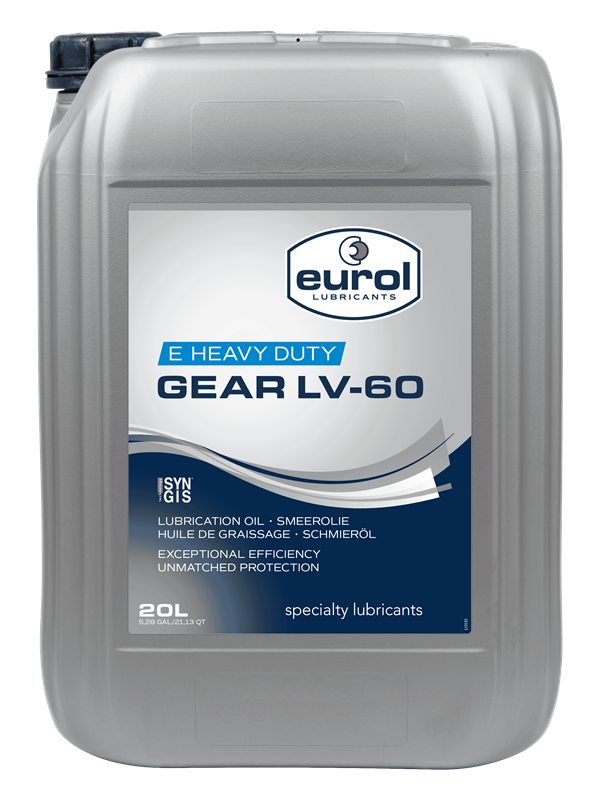 eurol
LUBRICANTS
E HEAVY DUTY
GEAR LV-60
SYN
GIS
LUBRICATION OIL · SMEEROLIE
HUILE DE GRAISSAGE · SCHMIERÖL
EXCEPTIONAL EFFICIENCY
UNMATCHED PROTECTION
20L
5,28 GAL/21,13 QT
specialty lubricants